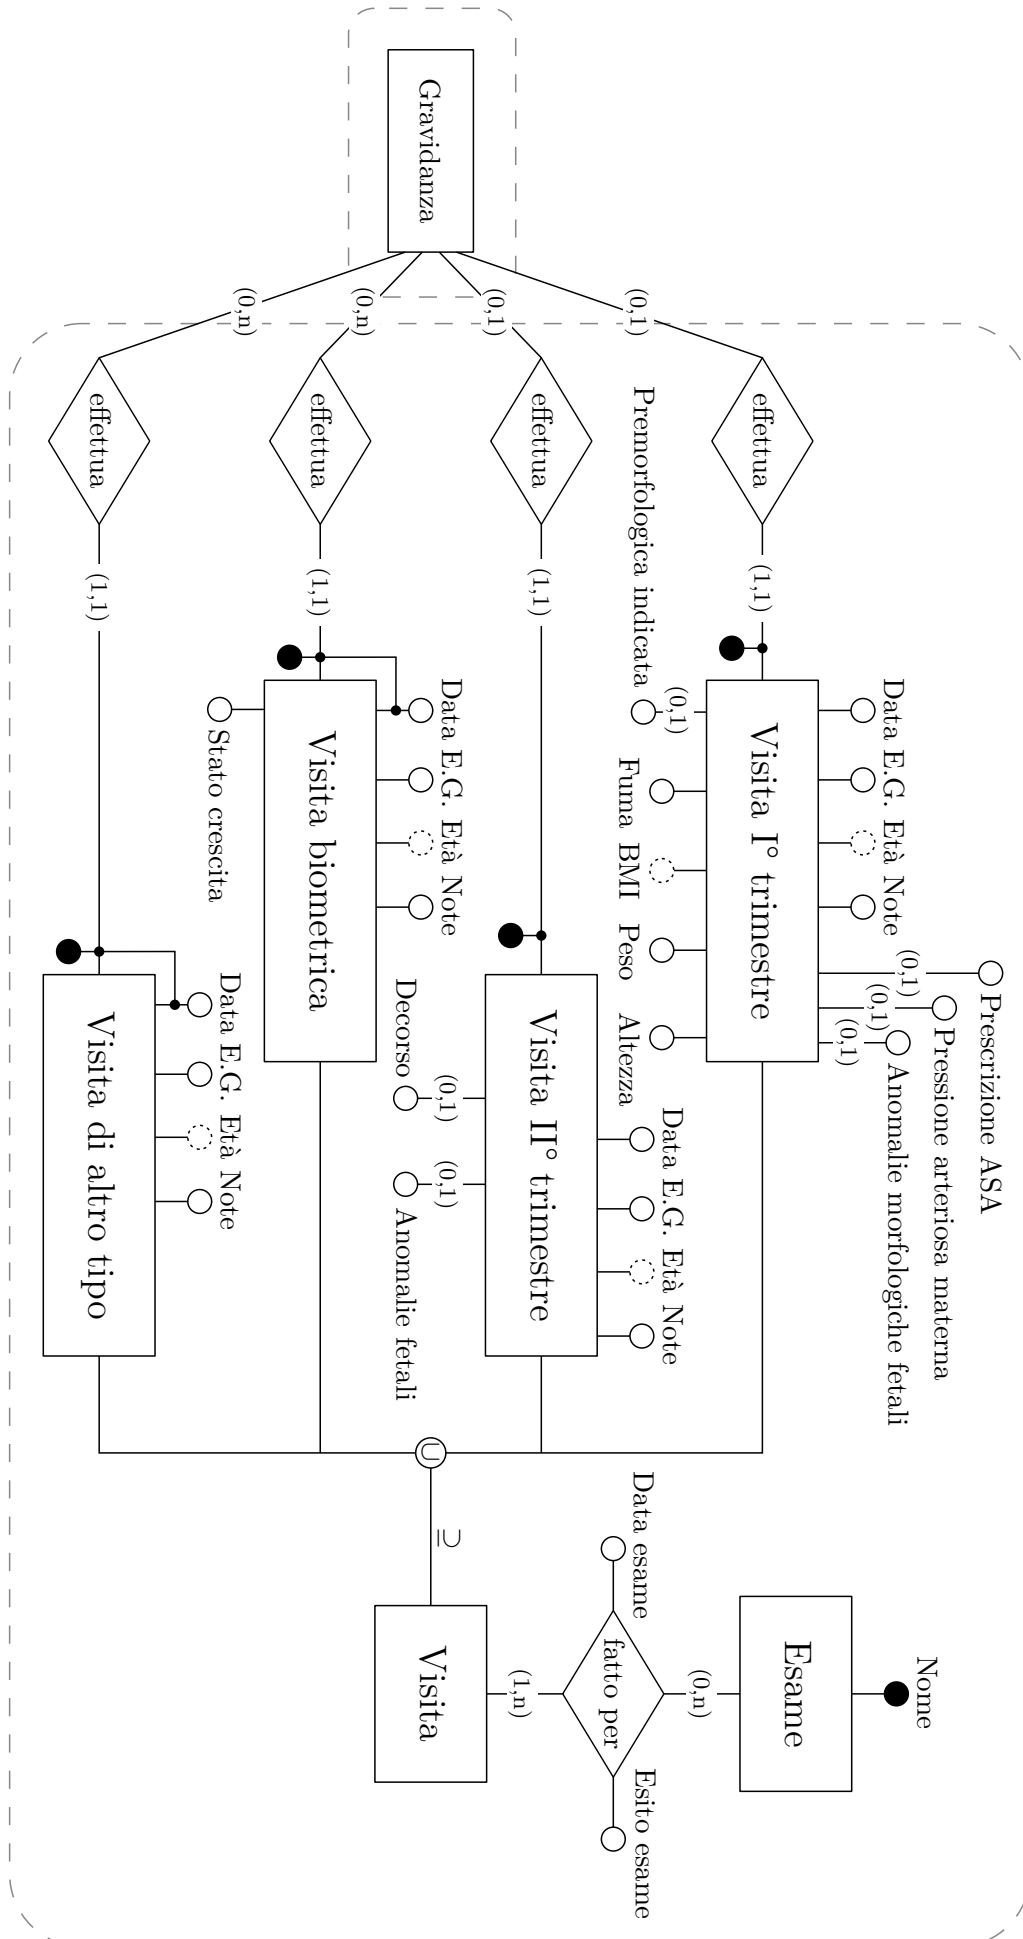 Gravidanza
(0,1)
(0,1)
(0,n)
(0,n)
effettua
effettua
effettua
effettua
(1,1)
(1,1)
(1,1)
(1,1)
Prescrizione ASA
Pressione arteriosa materna
Anomalie morfologiche fetali
(0,1)
(0,1)
(0,1)
Data E.G. Età Note
Visita I° trimestre
(0,1)
Premorfologica indicata
Fuma
BMI
Peso
Altezza
Data E.G. Età Note
Visita II° trimestre
(0,1)
(0,1)
Decorso
Anomalie fetali
Data E.G. Età Note
Visita biometrica
Stato crescita
Data E.G. Età Note
Visita di altro tipo
∪
⊆
Nome
Esame
(0,n)
Data esame
fatto per
Esito esame
(1,n)
Visita